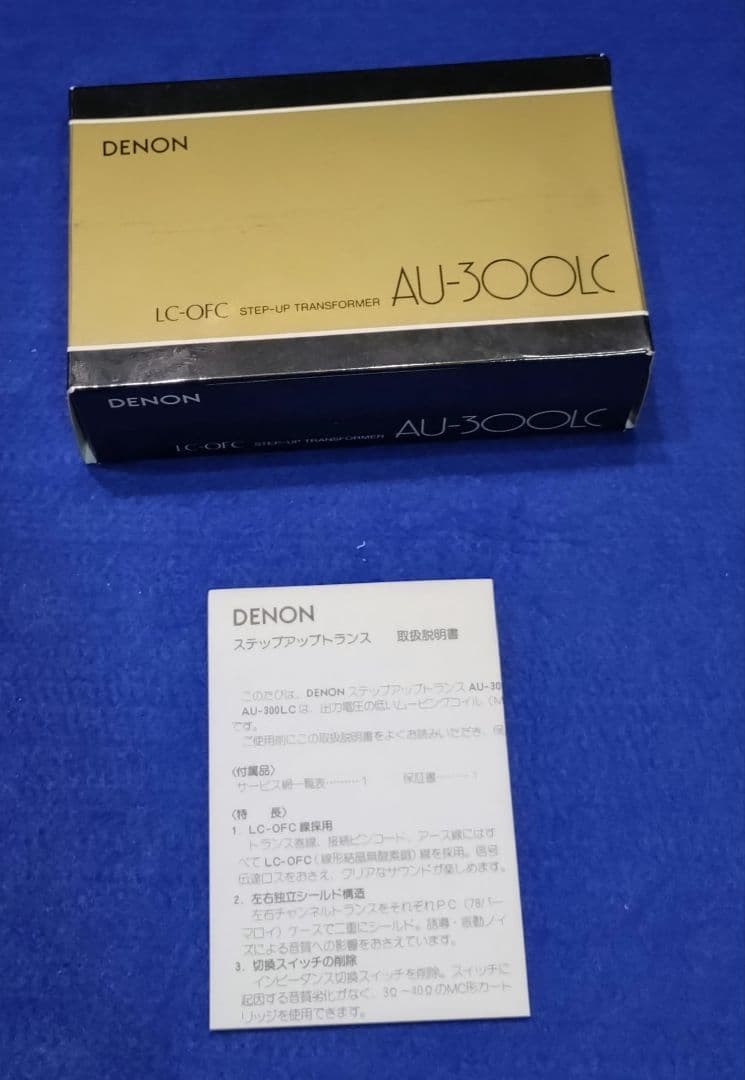 DENON
LC-OFC STEP-UP TRANSFORMER AU-300LC
DENON
LC-OFC STEP-UP TRANSFORMER AU-300LC
DENON
ステップアップトランス 取扱説明書
このたびは、DENON ステップアップトランス AU-30
AU-300LCは、出力電圧の低いムービングコイル（M
です。
ご使用前にこの取扱説明書をよくお読みいただき、保
〈付属品〉
サービス網一覧表………1 保証書………1
〈特 長〉
1. LC-OFC 線採用
トランス巻線、接続ピンコード、アース線にはす
べて LC-OFC（線形結晶無酸素銅）線を採用。信号
伝達ロスをおさえ、クリアなサウンドが楽しめます。
2. 左右独立シールド構造
左右チャンネルトランスをそれぞれPC（78パー
マロイ）ケースで二重にシールド。誘導・振動ノイ
ズによる音質への影響をおさえています。
3. 切換スイッチの削除
インピーダンス切換スイッチを削除。スイッチに
起因する音質劣化がなく、3Ω〜40ΩのMC形カート
リッジを使用できます。